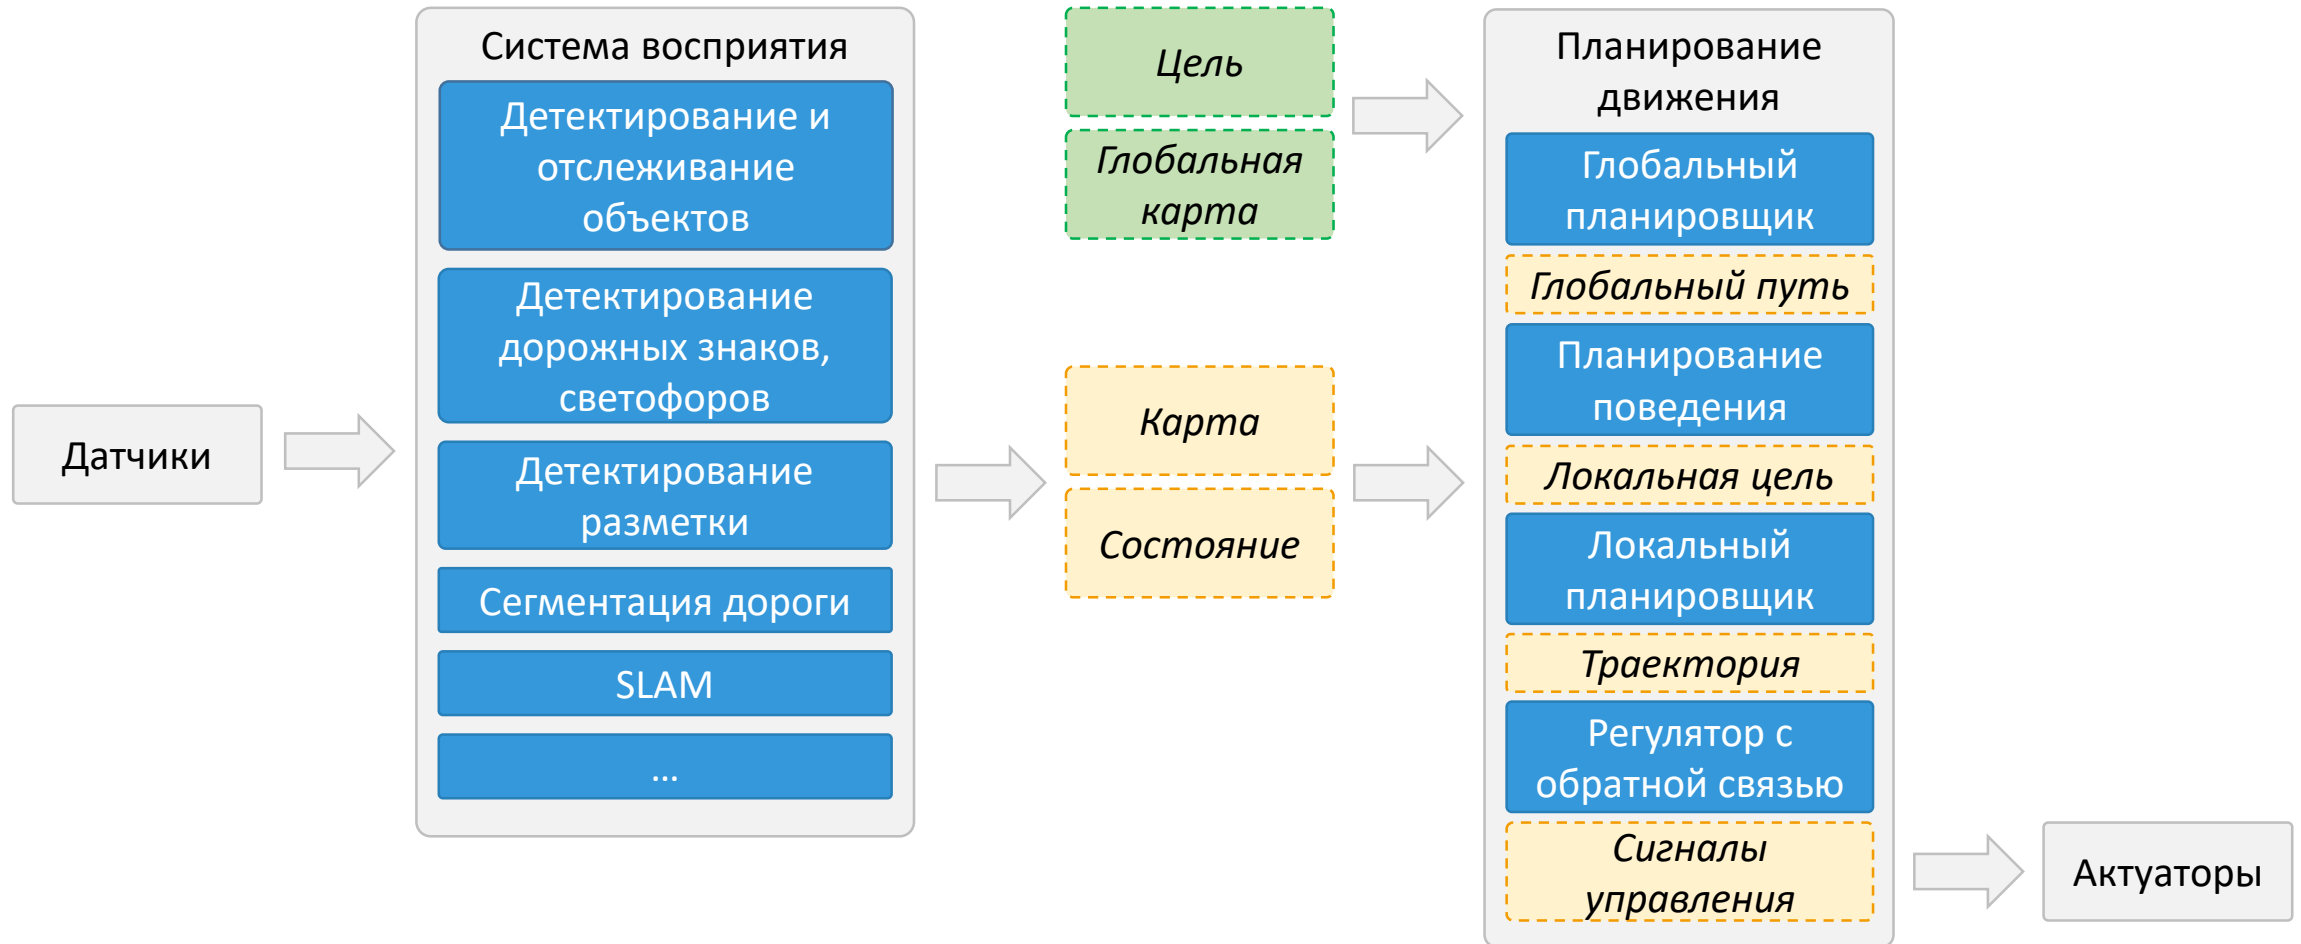 Датчики
Система восприятия
Детектирование и
отслеживание
объектов
Детектирование
дорожных знаков,
светофоров
Детектирование
разметки
Сегментация дороги
SLAM
...
Цель
Глобальная
карта
Карта
Состояние
Планирование
движения
Глобальный
планировщик
Глобальный путь
Планирование
поведения
Локальная цель
Локальный
планировщик
Траектория
Регулятор с
обратной связью
Сигналы
управления
Актуаторы